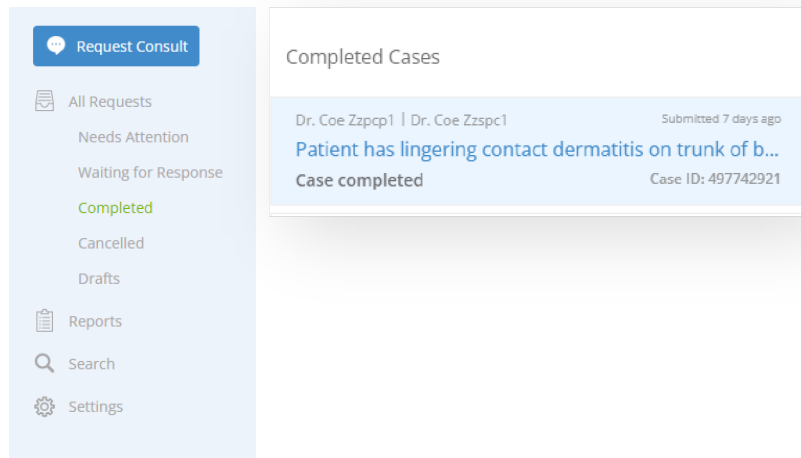 Request Consult
All Requests
Needs Attention
Waiting for Response
Completed
Cancelled
Drafts
Reports
Search
Settings
Completed Cases
Dr. Coe Zzpcp1 | Dr. Coe Zzspc1
Submitted 7 days ago
Patient has lingering contact dermatitis on trunk of b...
Case completed
Case ID: 497742921